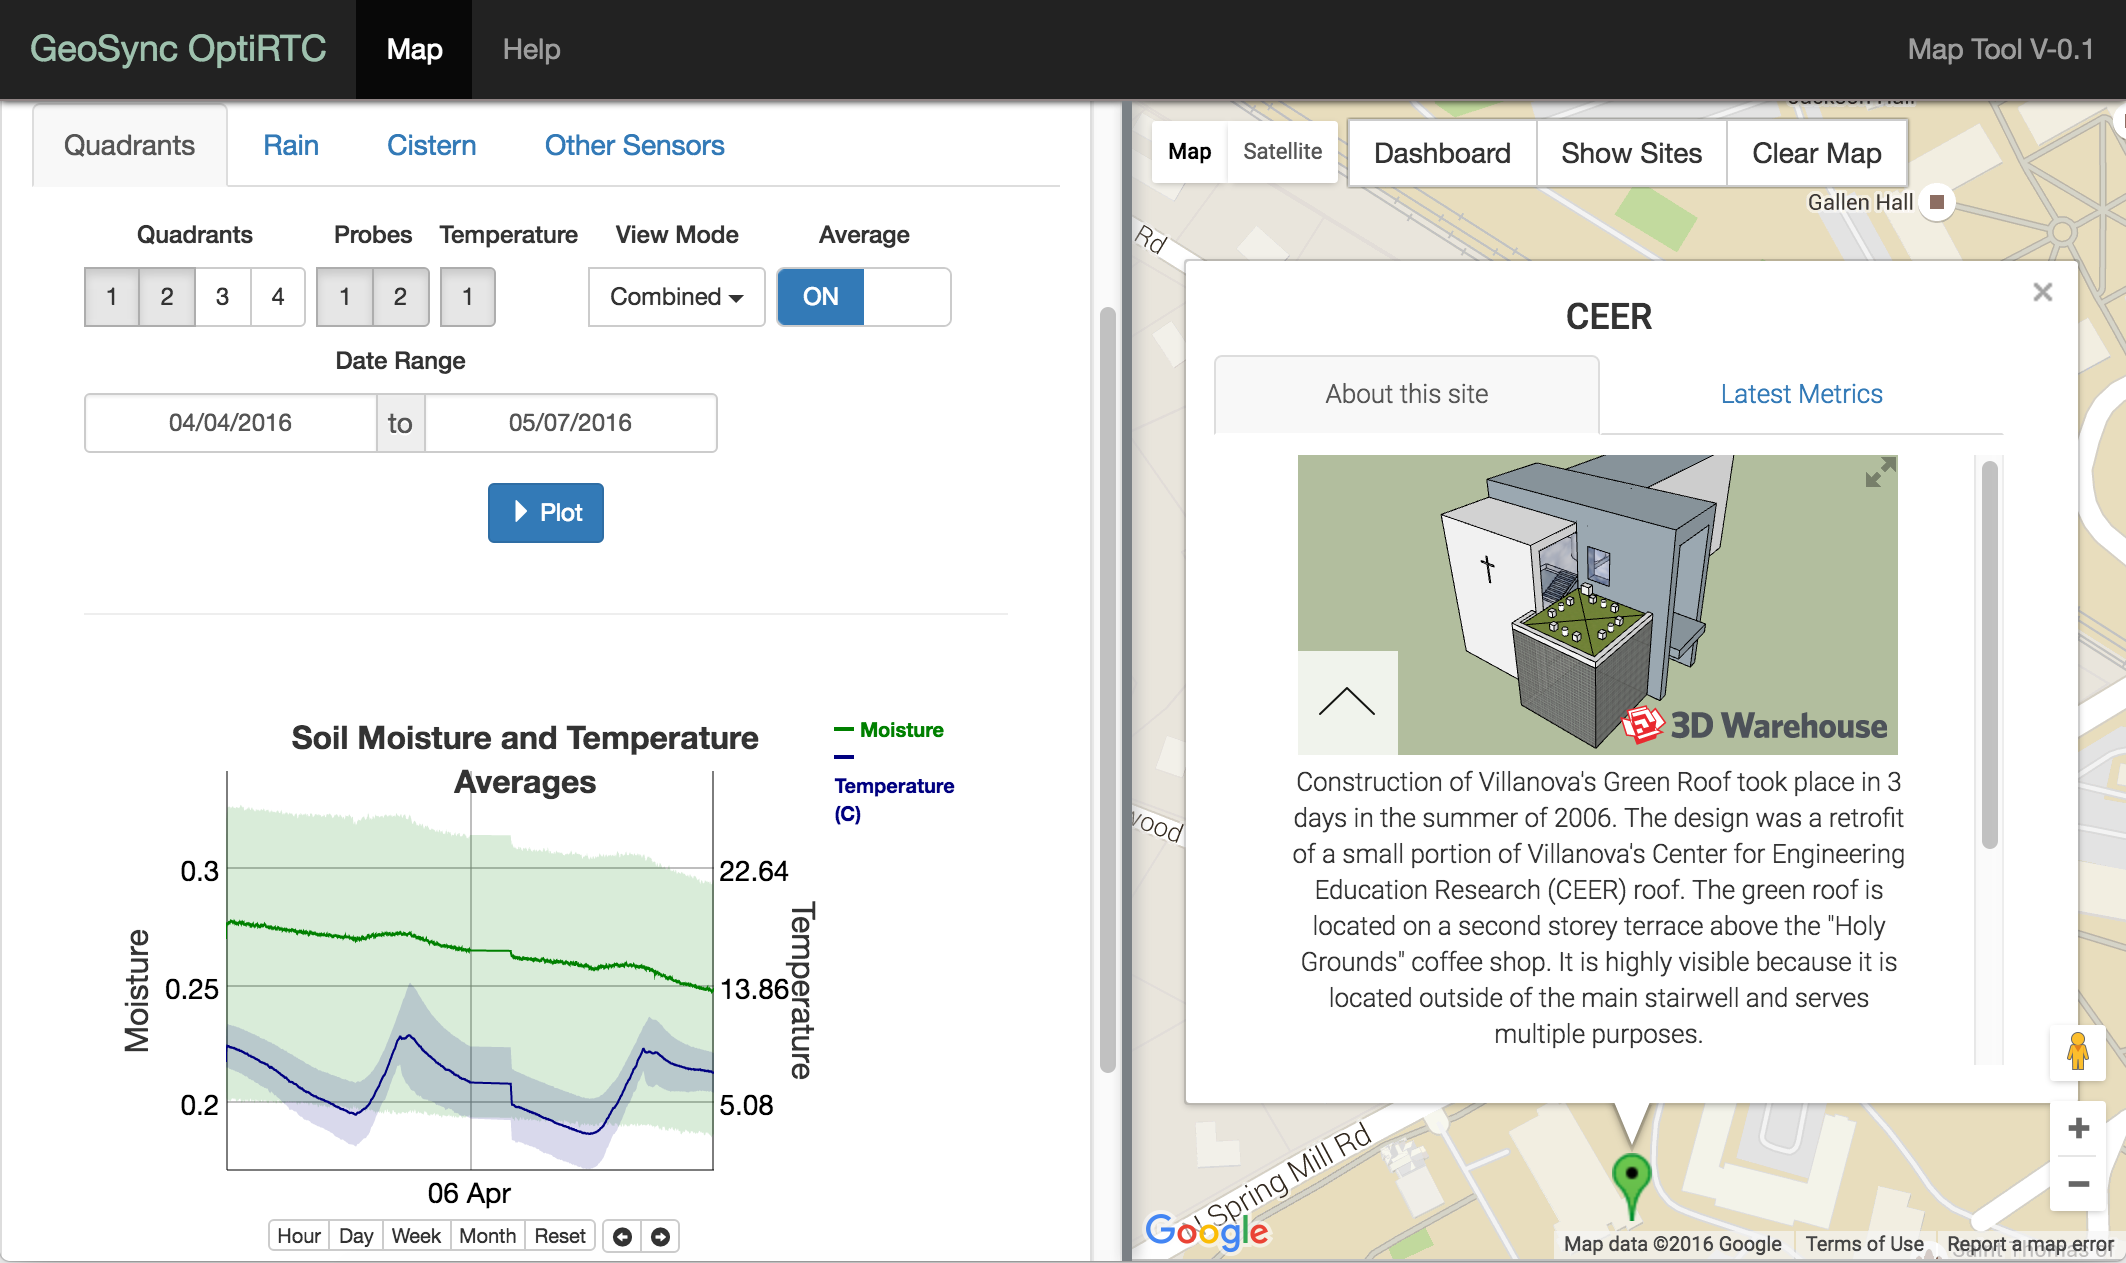 GeoSync OptiRTC
Map
Help
Map Tool V-0.1
Quadrants
Rain
Cistern
Other Sensors
Quadrants
Probes
Temperature
View Mode
Average
1
2
3
4
1
2
1
Combined
ON
Date Range
04/04/2016
to
05/07/2016
Plot
Soil Moisture and Temperature
Averages
Moisture
Temperature
(C)
Moisture
0.3
0.25
0.2
22.64
13.86
5.08
Temperature
06 Apr
Hour
Day
Week
Month
Reset
Map
Satellite
Dashboard
Show Sites
Clear Map
Gallen Hall
Rd
CEER
About this site
Latest Metrics
3D Warehouse
Construction of Villanova's Green Roof took place in 3
days in the summer of 2006. The design was a retrofit
of a small portion of Villanova's Center for Engineering
Education Research (CEER) roof. The green roof is
located on a second storey terrace above the "Holy
Grounds" coffee shop. It is highly visible because it is
located outside of the main stairwell and serves
multiple purposes.
wood
Spring Mill Rd
Google
Map data ©2016 Google
Terms of Use
Report a map error